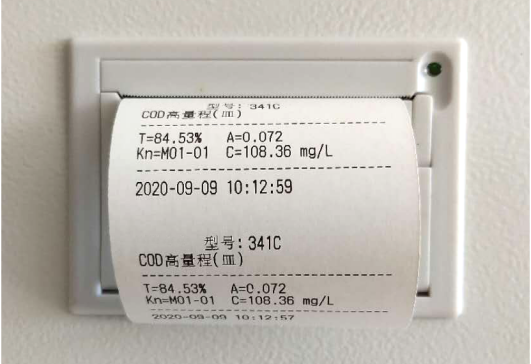 型号: 341C
COD高量程(皿)
T=84.53% A=0.072
Kn=M01-01 C=108.36 mg/L
2020-09-09 10:12:59
型号: 341C
COD高量程(皿)
T=84.53% A=0.072
Kn=M01-01 C=108.36 mg/L
2020-09-09 10:12:57